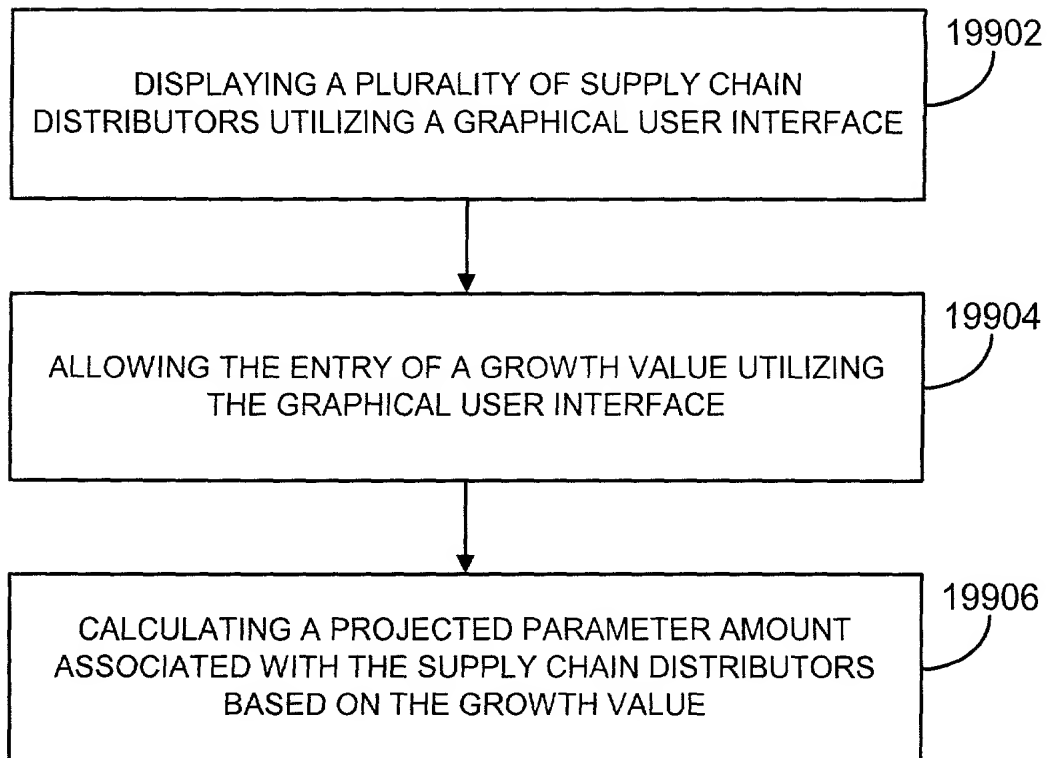 19902
DISPLAYING A PLURALITY OF SUPPLY CHAIN
DISTRIBUTORS UTILIZING A GRAPHICAL USER INTERFACE
19904
ALLOWING THE ENTRY OF A GROWTH VALUE UTILIZING
THE GRAPHICAL USER INTERFACE
19906
CALCULATING A PROJECTED PARAMETER AMOUNT
ASSOCIATED WITH THE SUPPLY CHAIN DISTRIBUTORS
BASED ON THE GROWTH VALUE